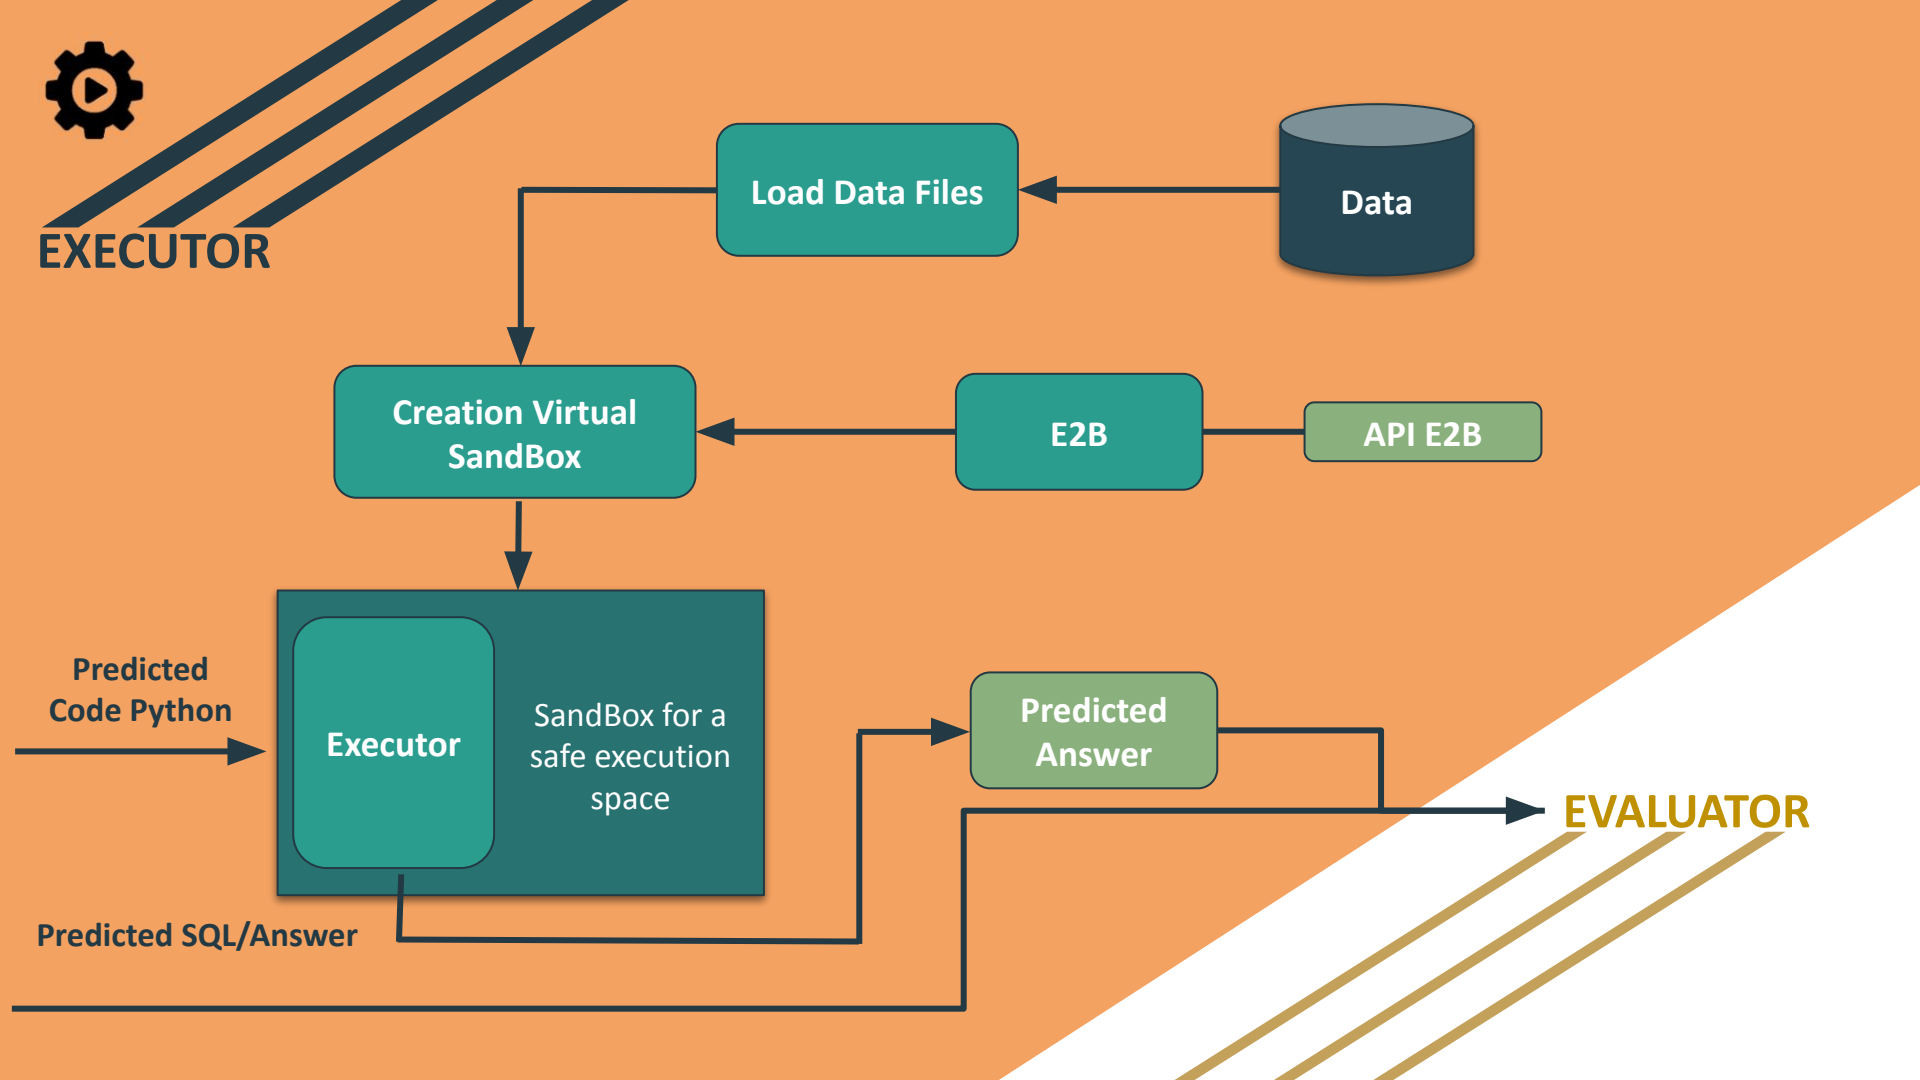 EXECUTOR
Load Data Files
Data
Creation Virtual
SandBox
E2B
API E2B
Predicted
Code Python
Executor
SandBox for a
safe execution
space
Predicted
Answer
EVALUATOR
Predicted SQL/Answer